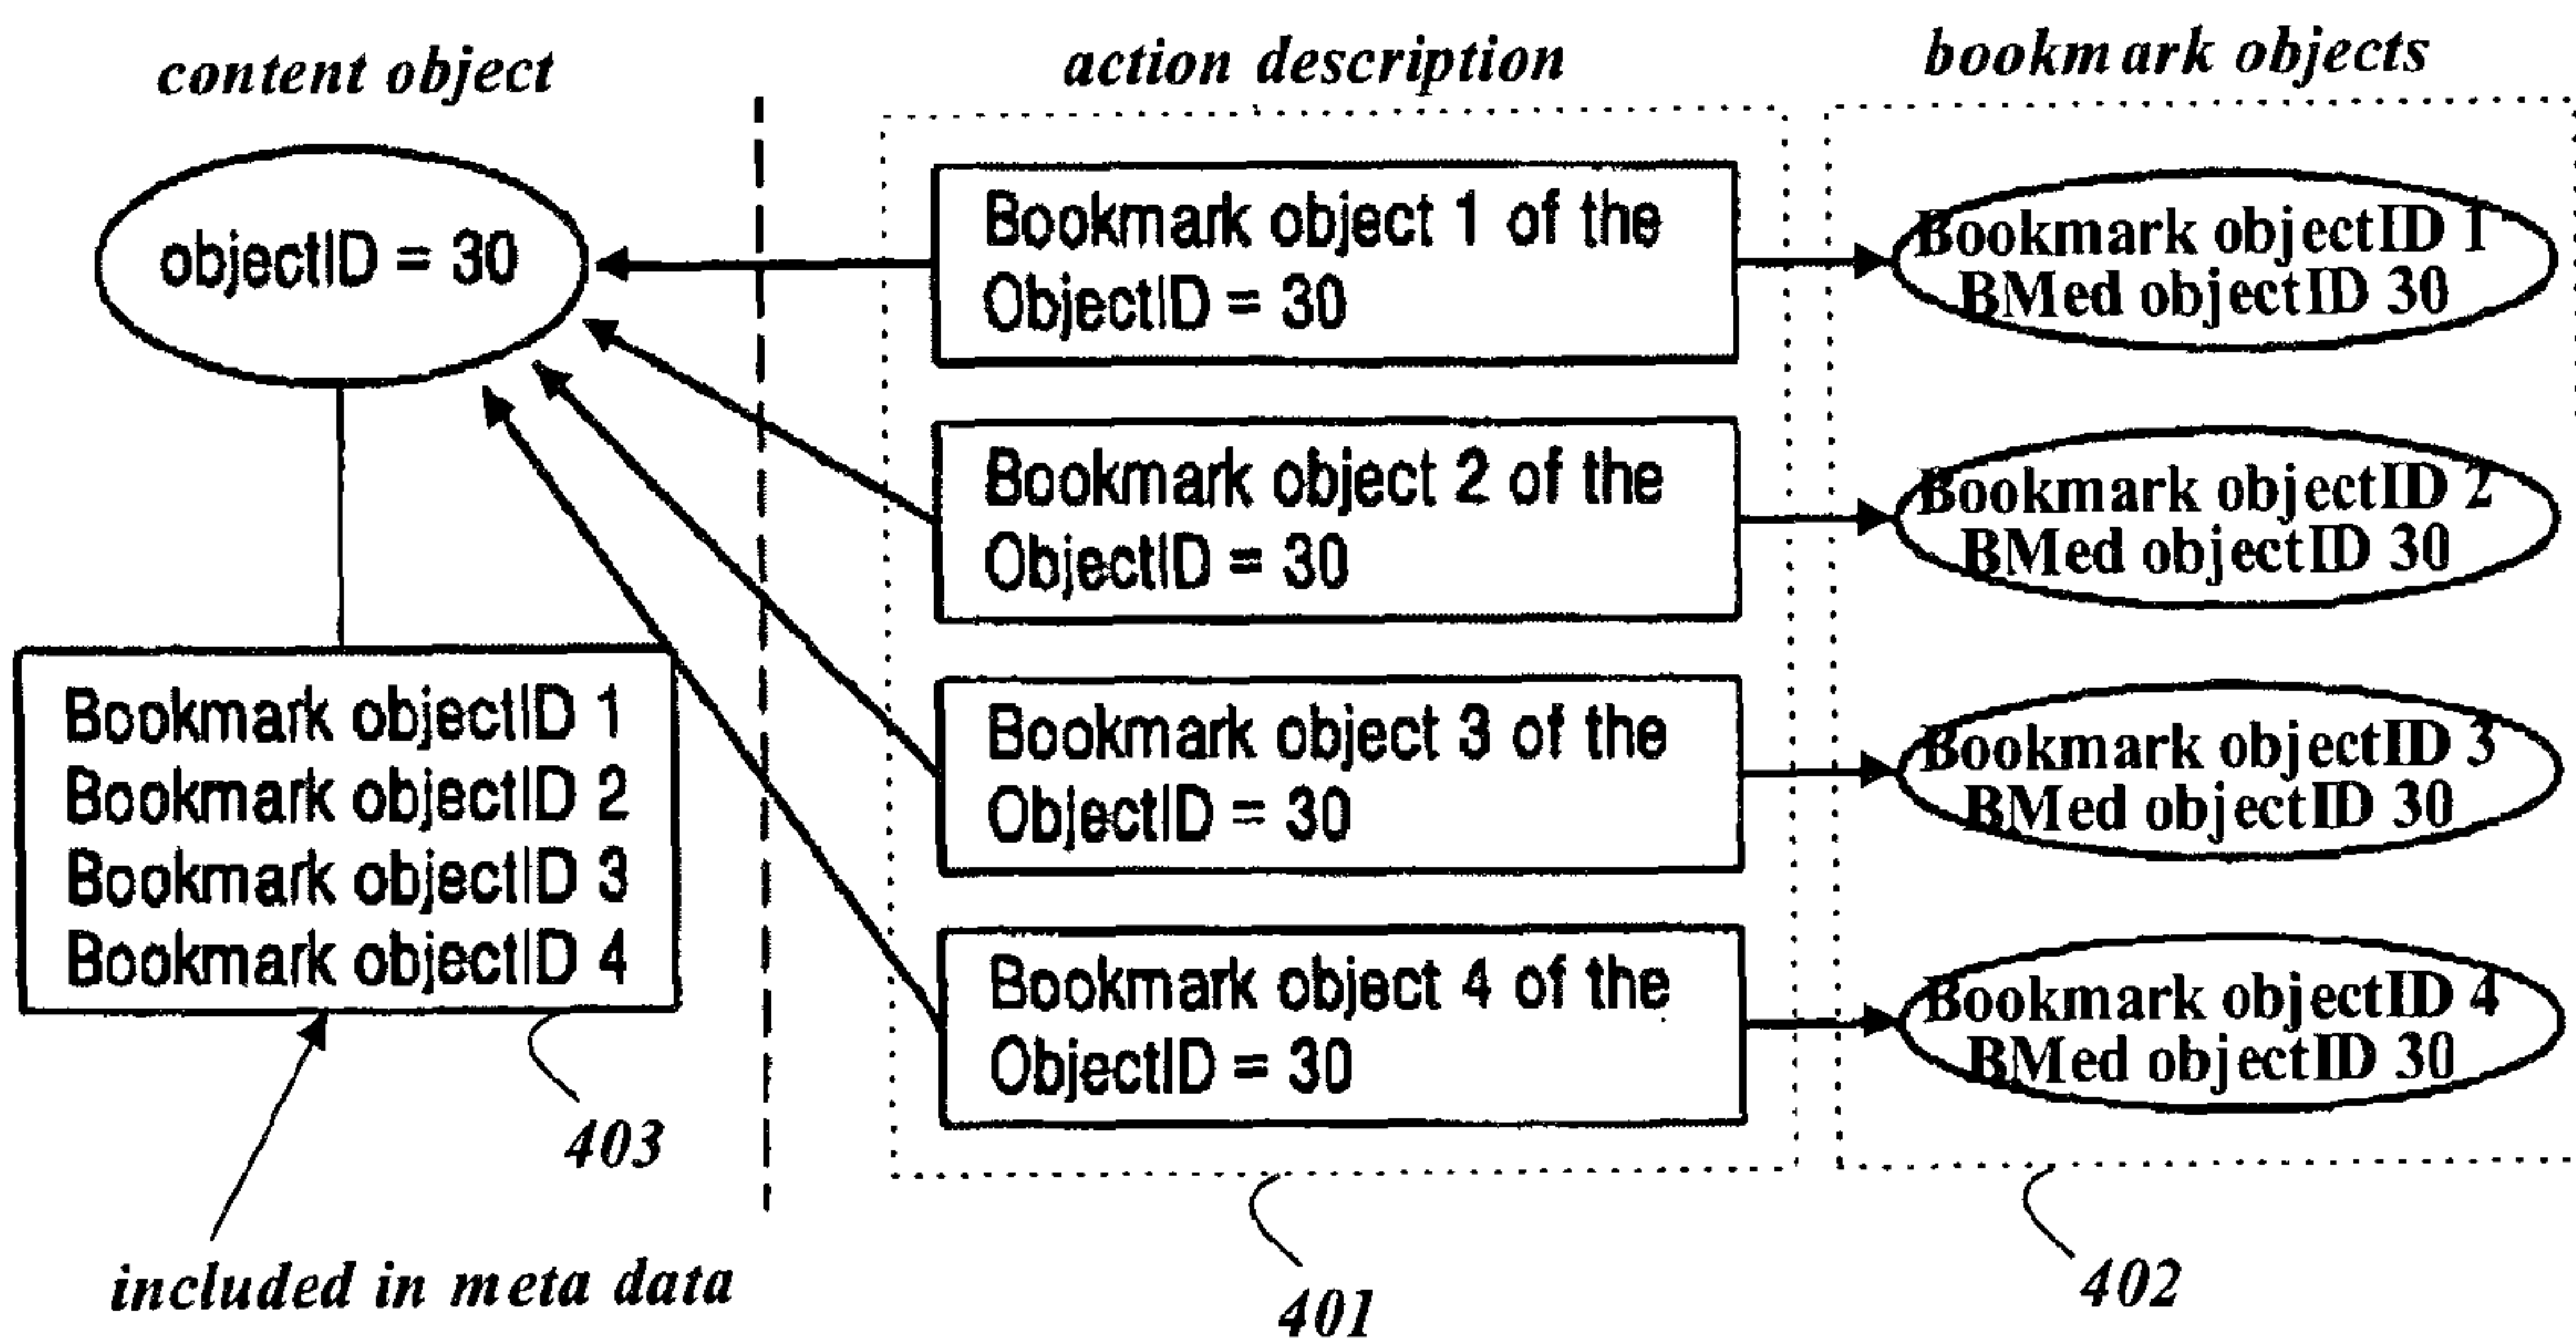 content object
action description
bookmark objects
objectID = 30
Bookmark objectID 1
Bookmark objectID 2
Bookmark objectID 3
Bookmark objectID 4
403
included in meta data
Bookmark object 1 of the
ObjectID = 30
Bookmark object 2 of the
ObjectID = 30
Bookmark object 3 of the
ObjectID = 30
Bookmark object 4 of the
ObjectID = 30
401
Bookmark objectID 1
BMed objectID 30
Bookmark objectID 2
BMed objectID 30
Bookmark objectID 3
BMed objectID 30
Bookmark objectID 4
BMed objectID 30
402